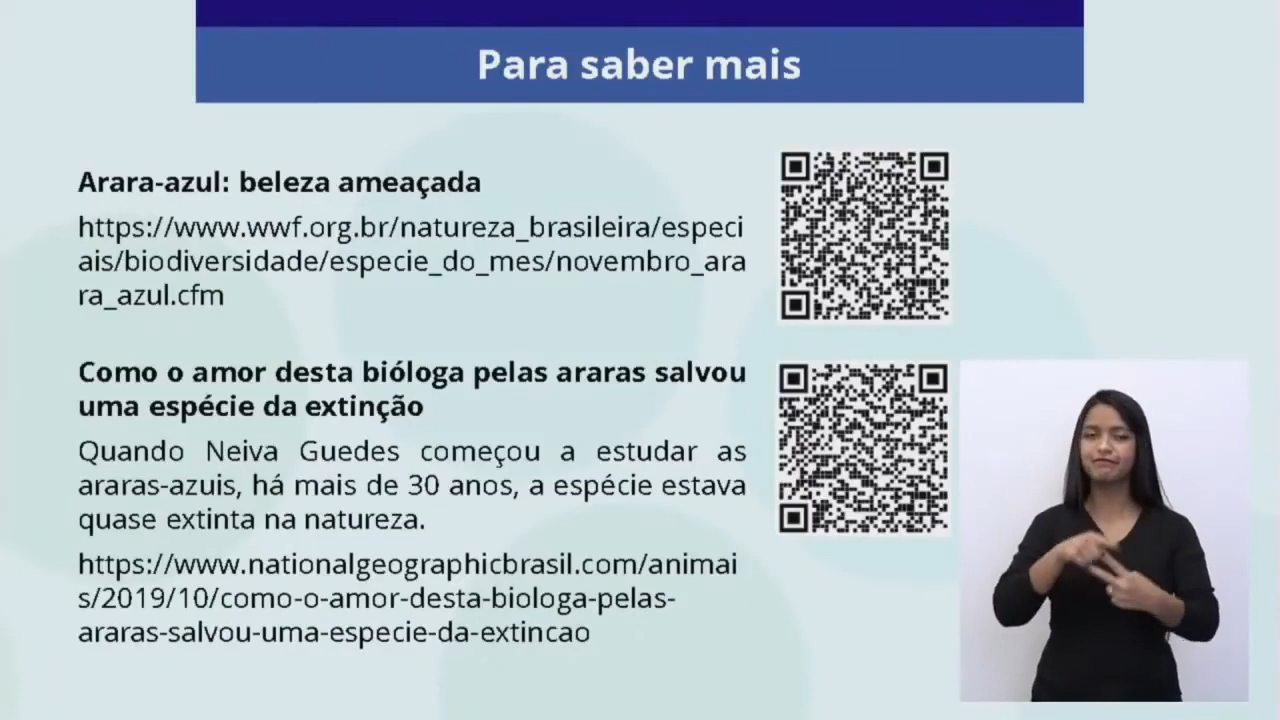 Para saber mais
Arara-azul: beleza ameaçada
https://www.wwf.org.br/natureza_brasileira/especi
ais/biodiversidade/especie_do_mes/novembro_ara
ra_azul.cfm
Como o amor desta bióloga pelas araras salvou
uma espécie da extinção
Quando Neiva Guedes começou a estudar as
araras-azuis, há mais de 30 anos, a espécie estava
quase extinta na natureza.
https://www.nationalgeographicbrasil.com/animai
s/2019/10/como-o-amor-desta-biologa-pelas-
araras-salvou-uma-especie-da-extincao